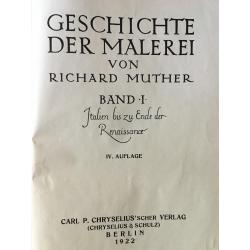 GESCHICHTE
DER MALEREI
VON
RICHARD MUTHER
BAND · I ·
Italien bis zu Ende der
Renaissance
IV. AUFLAGE
CARL P. CHRYSELIUS'SCHER VERLAG
(CHRYSELIUS & SCHULZ)
BERLIN
1922